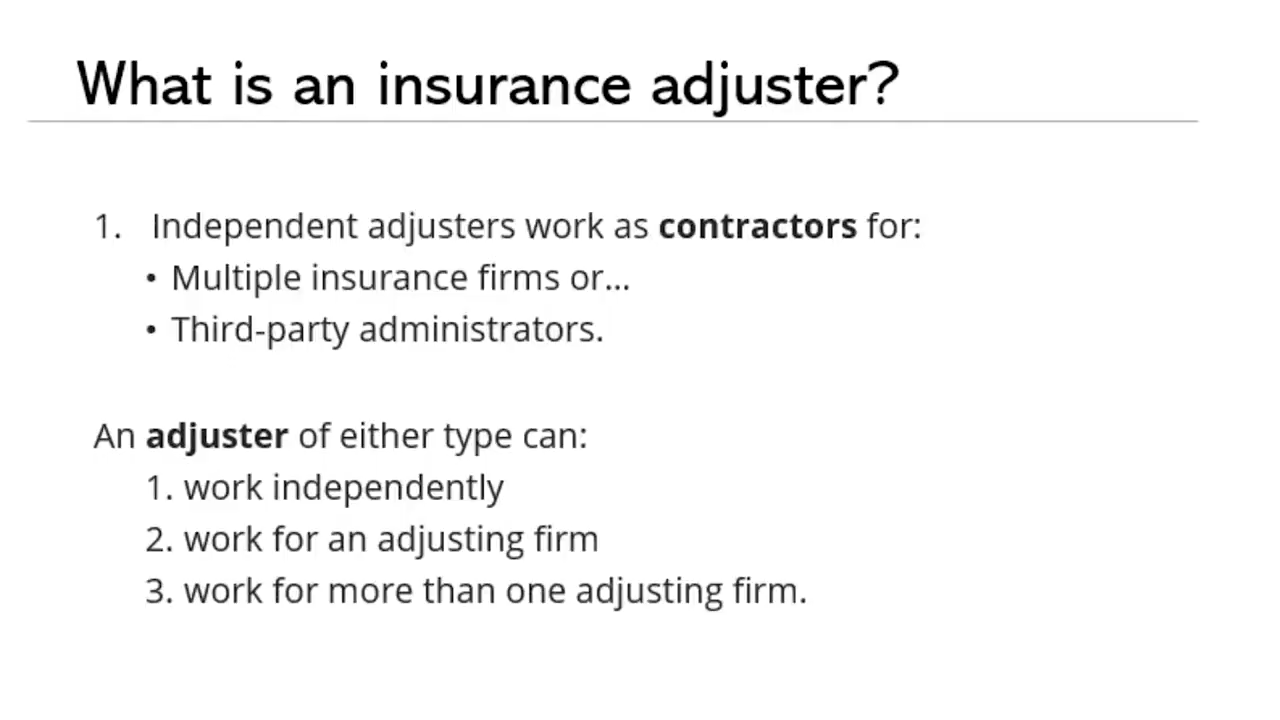 What is an insurance adjuster?
1. Independent adjusters work as contractors for:
• Multiple insurance firms or...
• Third-party administrators.
An adjuster of either type can:
1. work independently
2. work for an adjusting firm
3. work for more than one adjusting firm.